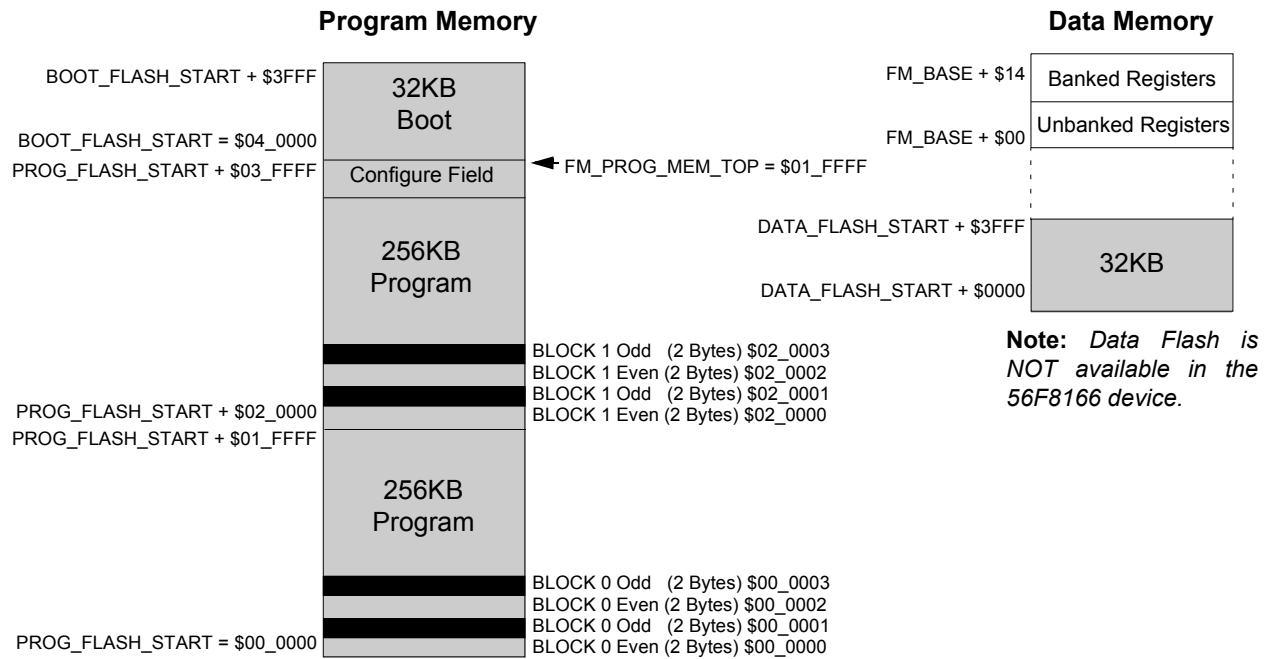 Program Memory
BOOT_FLASH_START + $3FFF
32KB
Boot
BOOT_FLASH_START = $04_0000
PROG_FLASH_START + $03_FFFF
Configure Field
FM_PROG_MEM_TOP = $01_FFFF
256KB
Program
BLOCK 1 Odd (2 Bytes) $02_0003
BLOCK 1 Even (2 Bytes) $02_0002
BLOCK 1 Odd (2 Bytes) $02_0001
PROG_FLASH_START + $02_0000
BLOCK 1 Even (2 Bytes) $02_0000
PROG_FLASH_START + $01_FFFF
256KB
Program
BLOCK 0 Odd (2 Bytes) $00_0003
BLOCK 0 Even (2 Bytes) $00_0002
BLOCK 0 Odd (2 Bytes) $00_0001
PROG_FLASH_START = $00_0000
BLOCK 0 Even (2 Bytes) $00_0000
Data Memory
FM_BASE + $14
Banked Registers
Unbanked Registers
FM_BASE + $00
DATA_FLASH_START + $3FFF
32KB
DATA_FLASH_START + $0000
Note: Data Flash is
NOT available in the
56F8166 device.